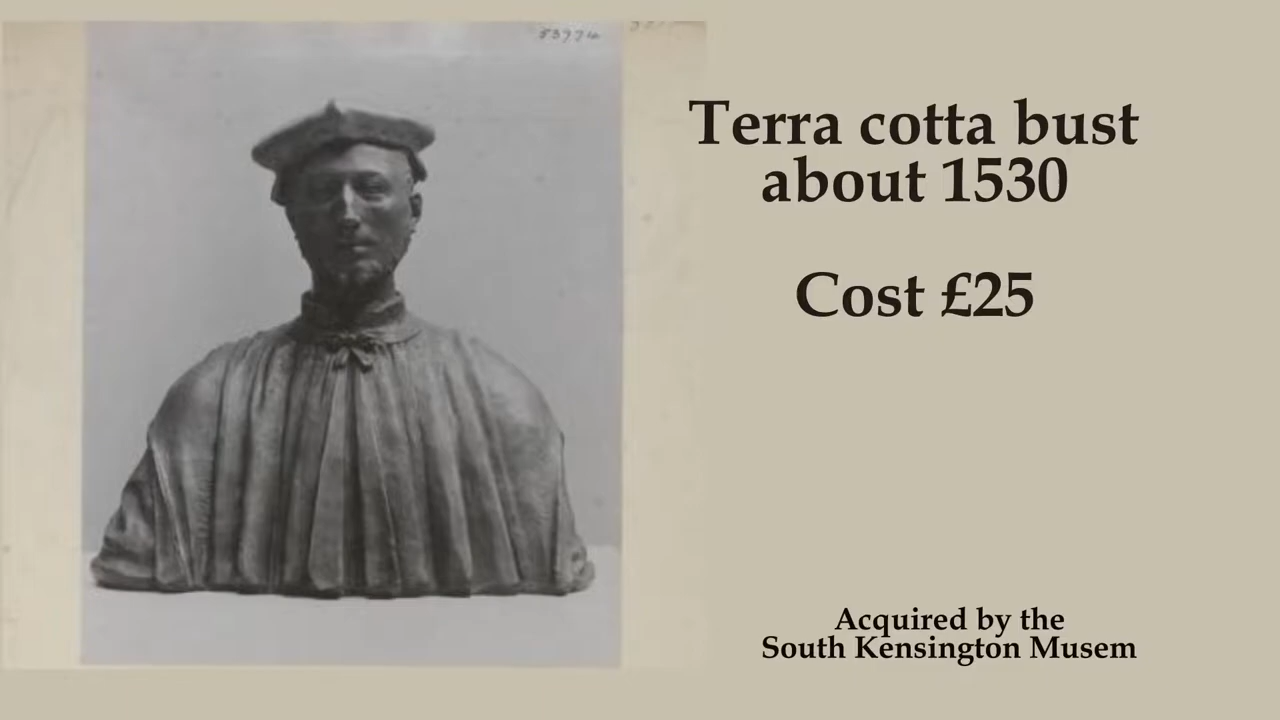 Terra cotta bust
about 1530
Cost £25
Acquired by the
South Kensington Musem